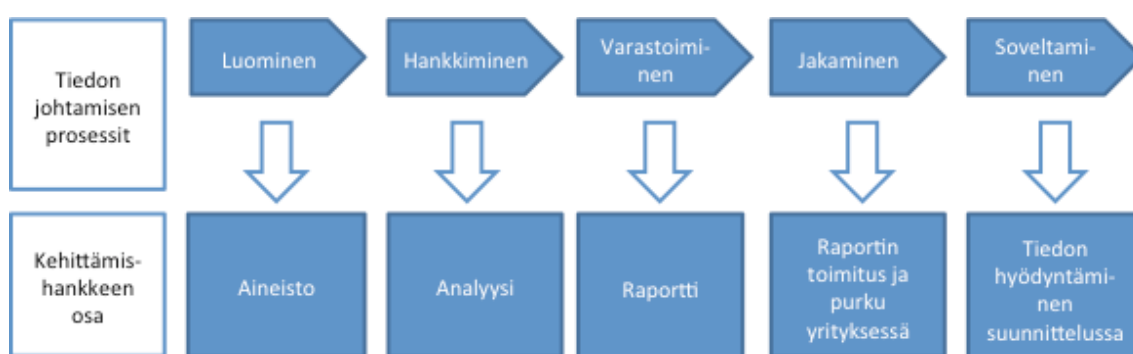 Tiedon
johtamisen
prosessit
Luominen
Hankkiminen
Varastoimi-
nen
Jakaminen
Soveltami-
nen
Kehittämis-
hankkeen
osa
Aineisto
Analyysi
Raportti
Raportin
toimitus ja
purku
yrityksessä
Tiedon
hyödyntämi-
nen
suunnittelussa